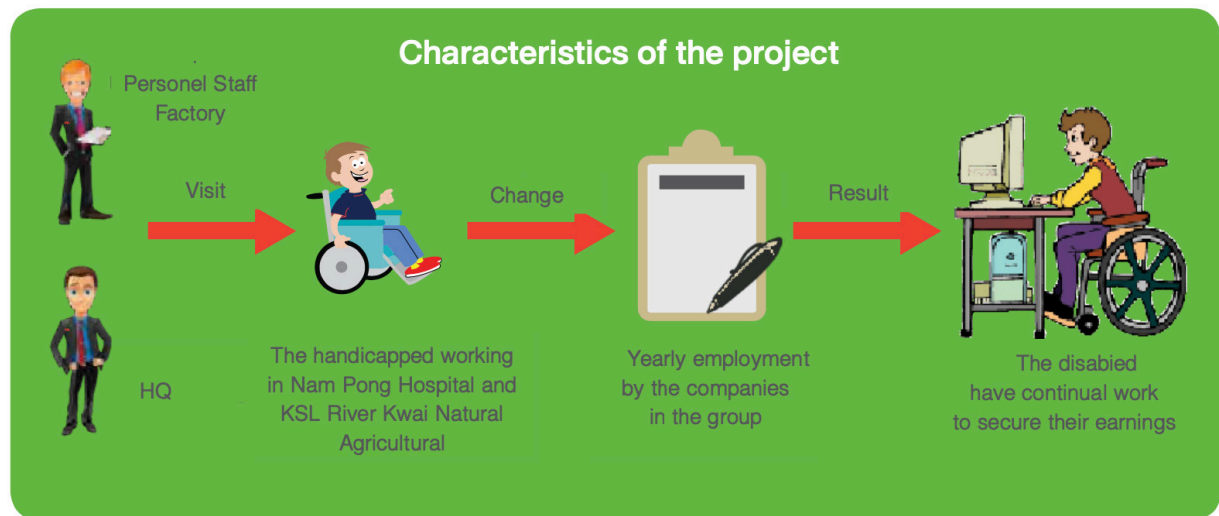 Characteristics of the project
Personel Staff
Factory
Visit
Change
Result
HQ
The handicapped working
in Nam Pong Hospital and
KSL River Kwai Natural
Agricultural
Yearly employment
by the companies
in the group
The disabied
have continual work
to secure their earnings